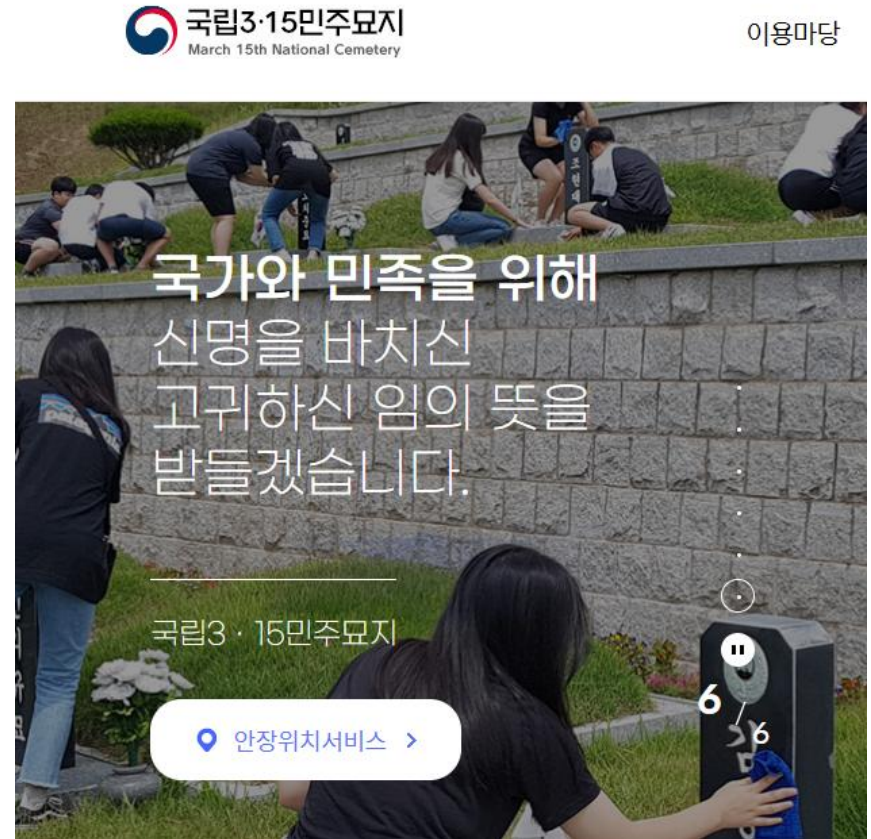 국립3·15민주묘지
March 15th National Cemetery
이용마당
국가와 민족을 위해
신명을 바치신
고귀하신 임의 뜻을
받들겠습니다.
국립3·15민주묘지
안장위치서비스
6/6